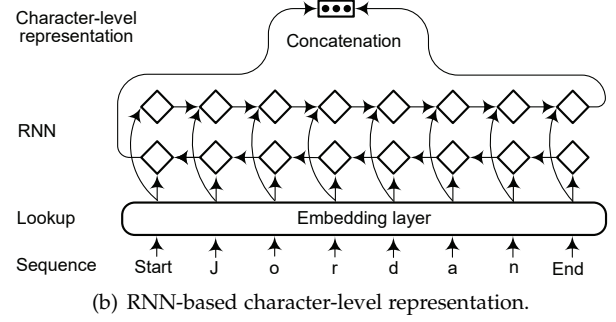 Character-level
representation
Concatenation
RNN
Lookup
Embedding layer
Sequence Start J o r d a n End
(b) RNN-based character-level representation.